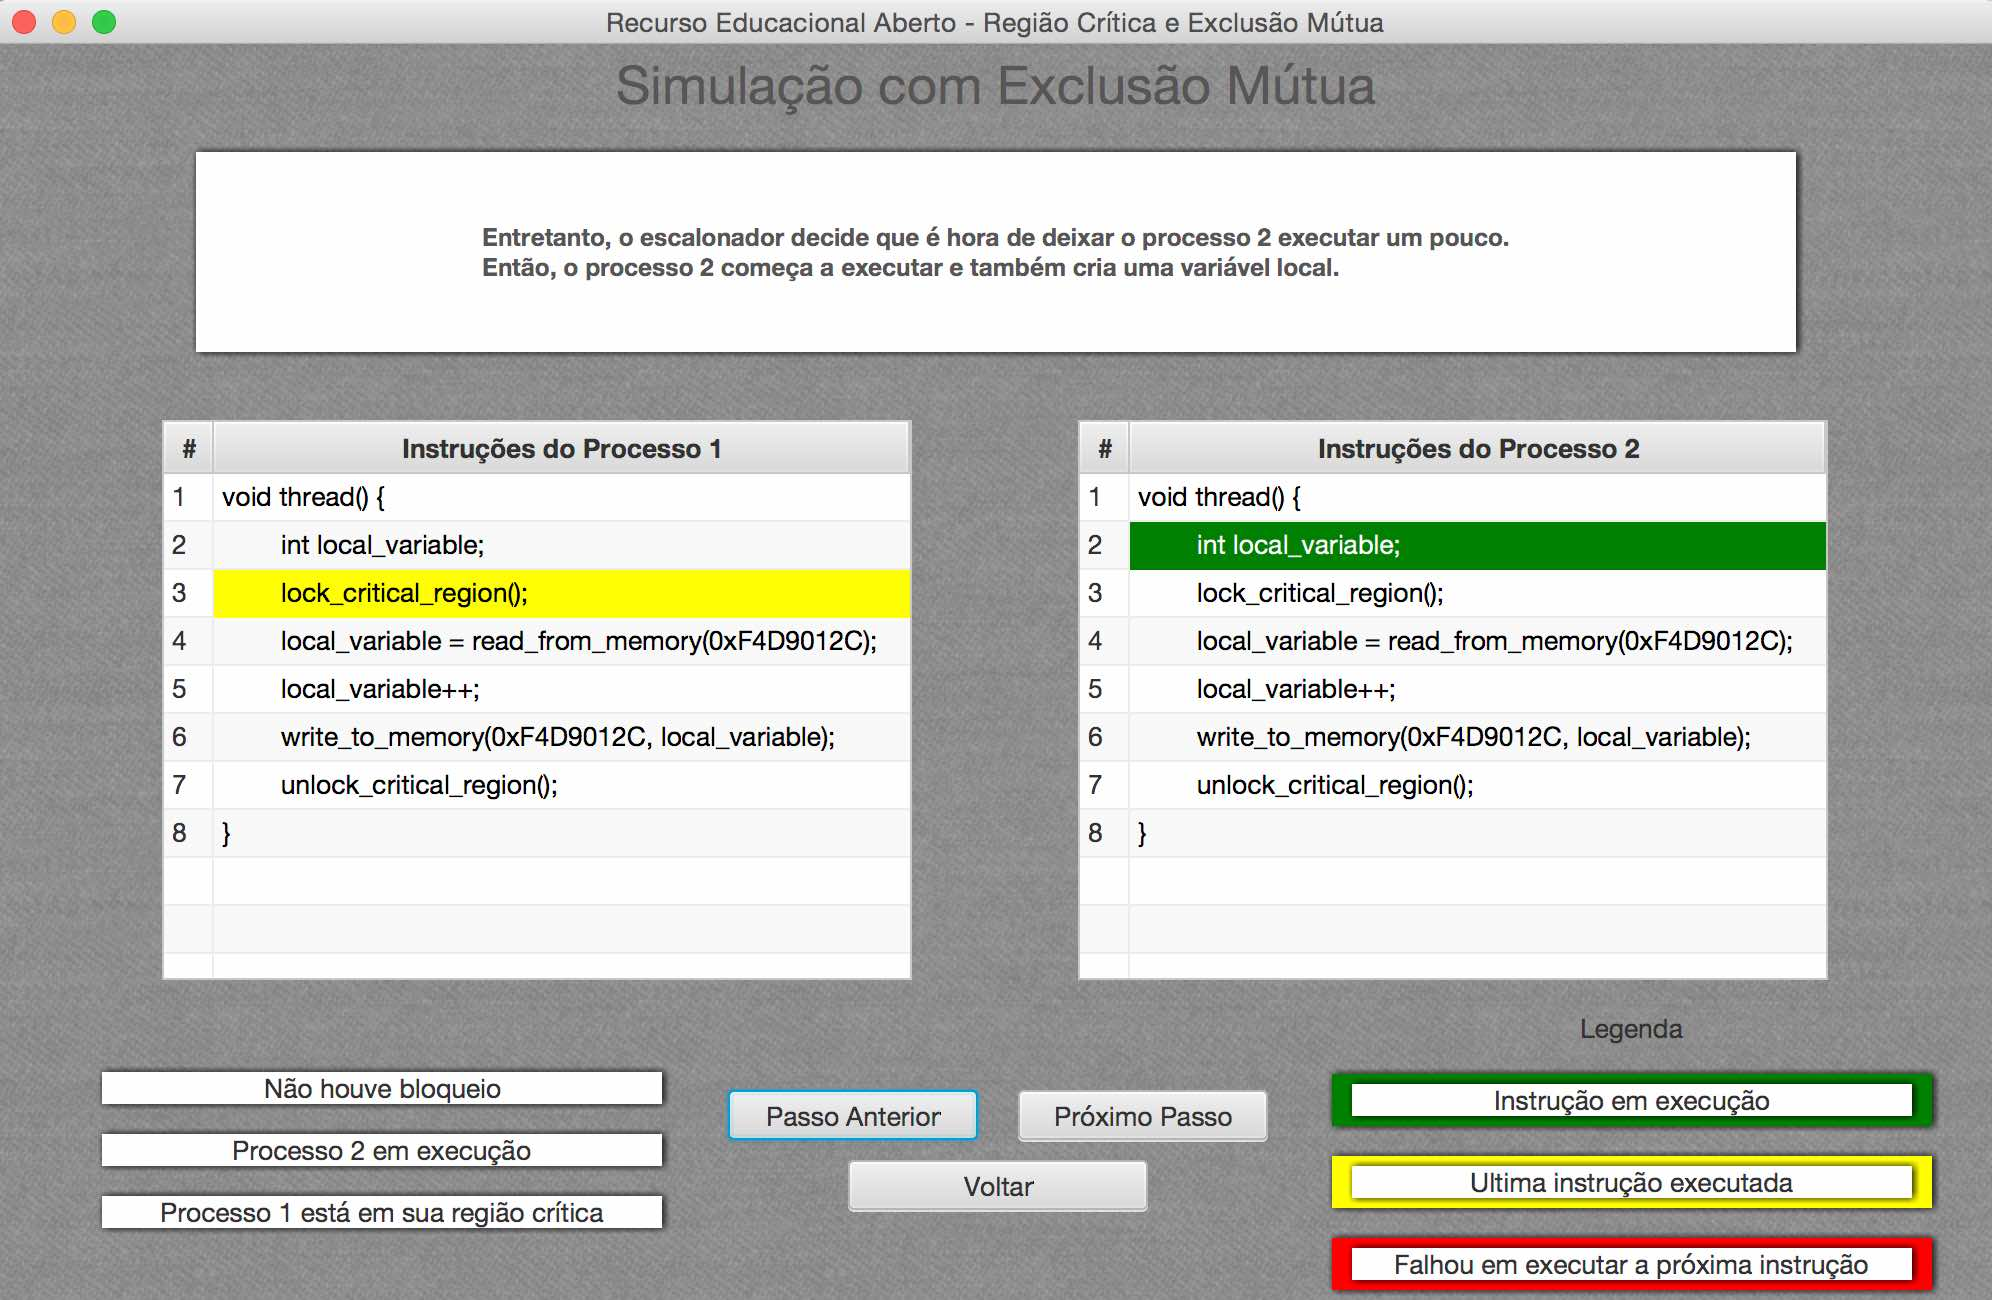 Recurso Educacional Aberto - Região Crítica e Exclusão Mútua
Simulação com Exclusão Mútua
Entretanto, o escalonador decide que é hora de deixar o processo 2 executar um pouco.
Então, o processo 2 começa a executar e também cria uma variável local.
# Instruções do Processo 1
1 void thread() {
2 int local_variable;
3 lock_critical_region();
4 local_variable = read_from_memory(0xF4D9012C);
5 local_variable++;
6 write_to_memory(0xF4D9012C, local_variable);
7 unlock_critical_region();
8 }
# Instruções do Processo 2
1 void thread() {
2 int local_variable;
3 lock_critical_region();
4 local_variable = read_from_memory(0xF4D9012C);
5 local_variable++;
6 write_to_memory(0xF4D9012C, local_variable);
7 unlock_critical_region();
8 }
Não houve bloqueio
Processo 2 em execução
Processo 1 está em sua região crítica
Passo Anterior
Próximo Passo
Voltar
Legenda
Instrução em execução
Ultima instrução executada
Falhou em executar a próxima instrução